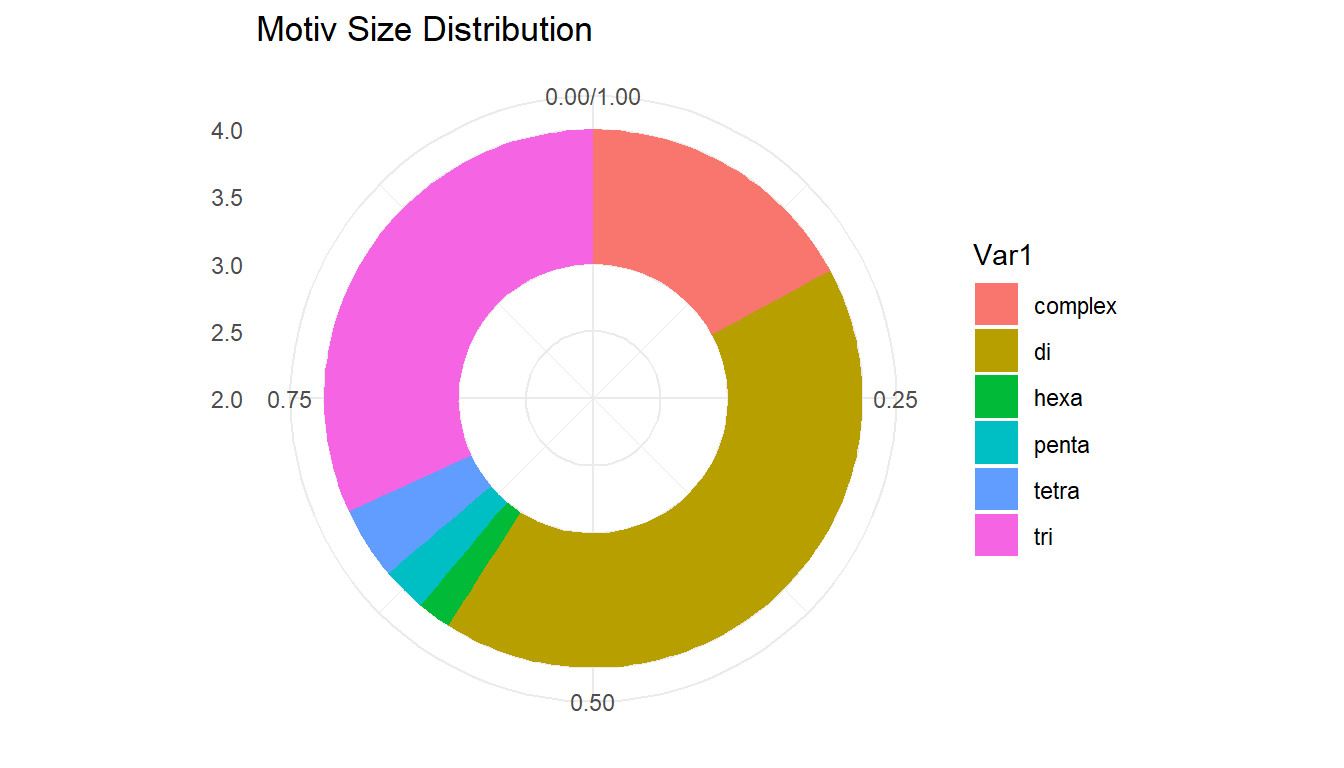 Motiv Size Distribution
0.00/1.00
4.0
3.5
3.0
2.5
2.0
0.75
0.25
0.50
Var1
complex
di
hexa
penta
tetra
tri